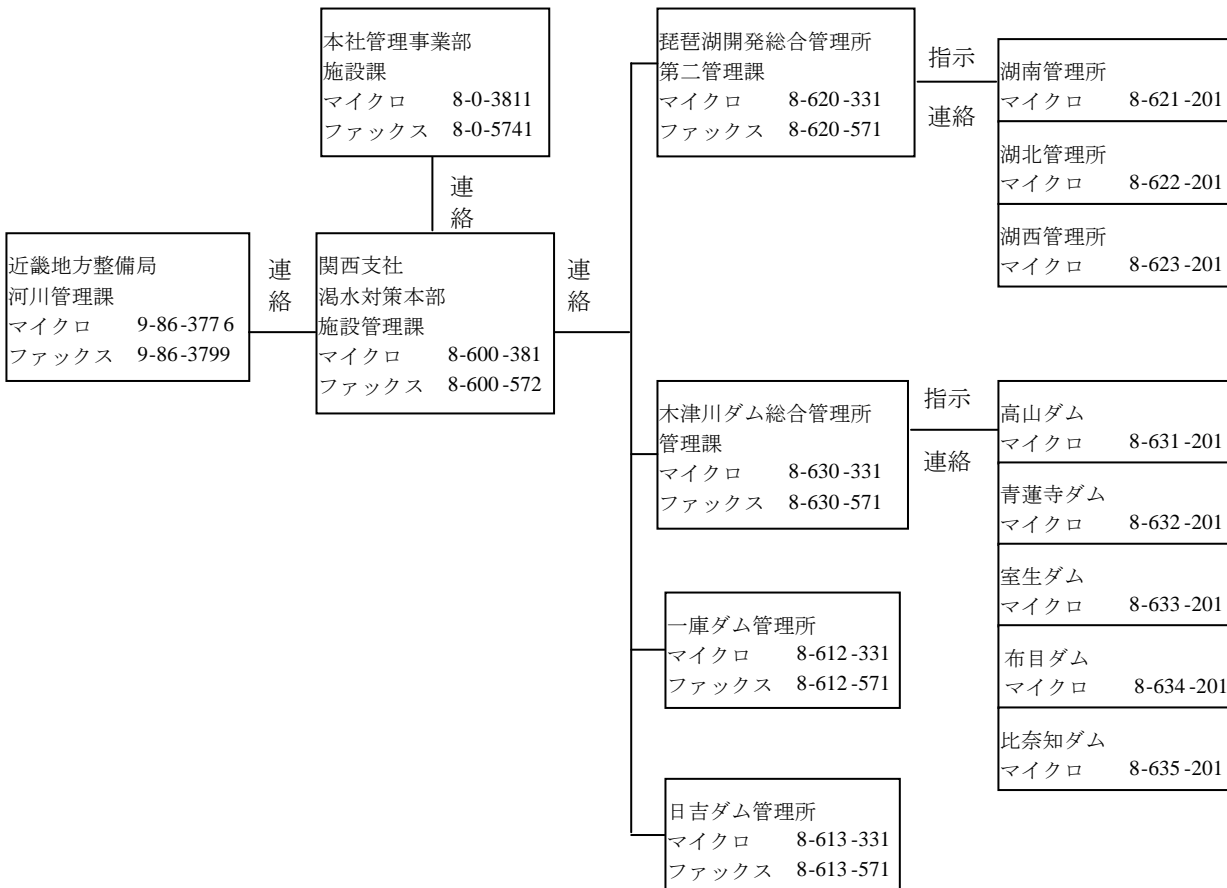 本社管理事業部
施設課
マイクロ 8-0-3811
ファックス 8-0-5741
連
絡
近畿地方整備局
河川管理課
マイクロ 9-86-3776
ファックス 9-86-3799
連
絡
関西支社
渇水対策本部
施設管理課
マイクロ 8-600-381
ファックス 8-600-572
連
絡
琵琶湖開発総合管理所
第二管理課
マイクロ 8-620-331
ファックス 8-620-571
指示
連絡
湖南管理所
マイクロ 8-621-201
湖北管理所
マイクロ 8-622-201
湖西管理所
マイクロ 8-623-201
木津川ダム総合管理所
管理課
マイクロ 8-630-331
ファックス 8-630-571
指示
連絡
高山ダム
マイクロ 8-631-201
青蓮寺ダム
マイクロ 8-632-201
室生ダム
マイクロ 8-633-201
布目ダム
マイクロ 8-634-201
比奈知ダム
マイクロ 8-635-201
一庫ダム管理所
マイクロ 8-612-331
ファックス 8-612-571
日吉ダム管理所
マイクロ 8-613-331
ファックス 8-613-571